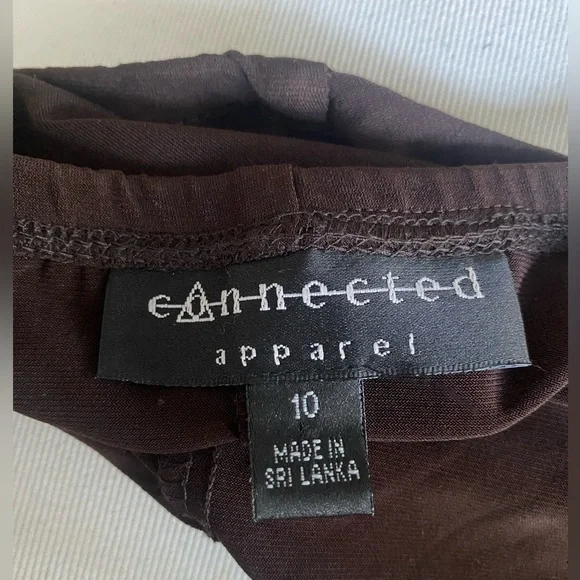 connected
apparel
10
MADE IN
SRI LANKA